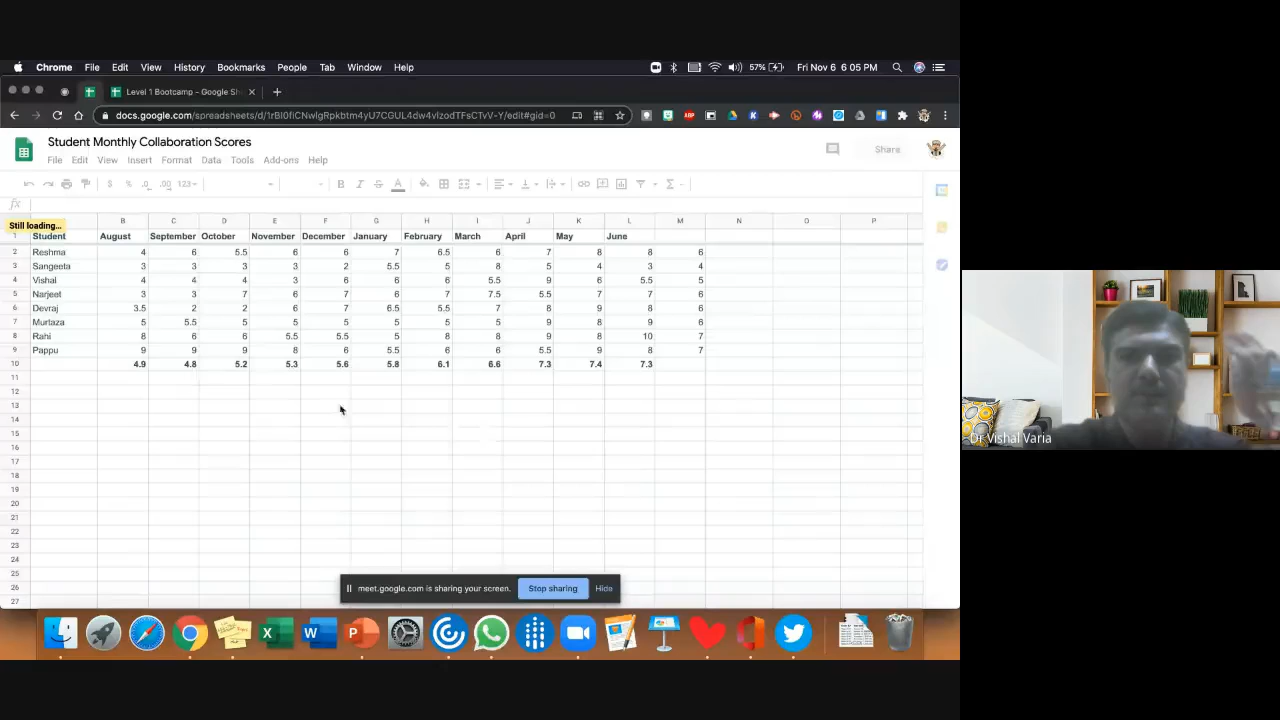 Chrome File Edit View History Bookmarks People Tab Window Help 57% Fri Nov 6 6:05 PM
Level 1 Bootcamp - Google Sh
docs.google.com/spreadsheets/d/1rBI0fiCNwlgRpkbtm4yU7CGUL4dw4vlzodTFsCTvV-Y/edit#gid=0
Student Monthly Collaboration Scores
Share
File Edit View Insert Format Data Tools Add-ons Help
$ % .0 .00 123 B I S A
fx
Still loading...
B C D E F G H I J K L M N O P
1 Student August September October November December January February March April May June
2 Reshma 4 6 5.5 6 6 7 6.5 6 7 8 8 6
3 Sangeeta 3 3 3 3 2 5.5 5 8 5 4 3 4
4 Vishal 4 4 4 3 6 6 6 5.5 9 6 5.5 5
5 Narjeet 3 3 7 6 7 6 7 7.5 5.5 7 7 6
6 Devraj 3.5 2 2 6 7 6.5 5.5 7 8 9 8 6
7 Murtaza 5 5.5 5 5 5 5 5 5 9 8 9 6
8 Rahi 8 6 6 5.5 5.5 5 8 8 9 8 10 7
9 Pappu 9 9 9 8 6 5.5 6 6 5.5 9 8 7
10 4.9 4.8 5.2 5.3 5.6 5.8 6.1 6.6 7.3 7.4 7.3
11
12
13
14
15
16
17
18
19
20
21
22
23
24
25
26
27
meet.google.com is sharing your screen. Stop sharing Hide
Dr Vishal Varia